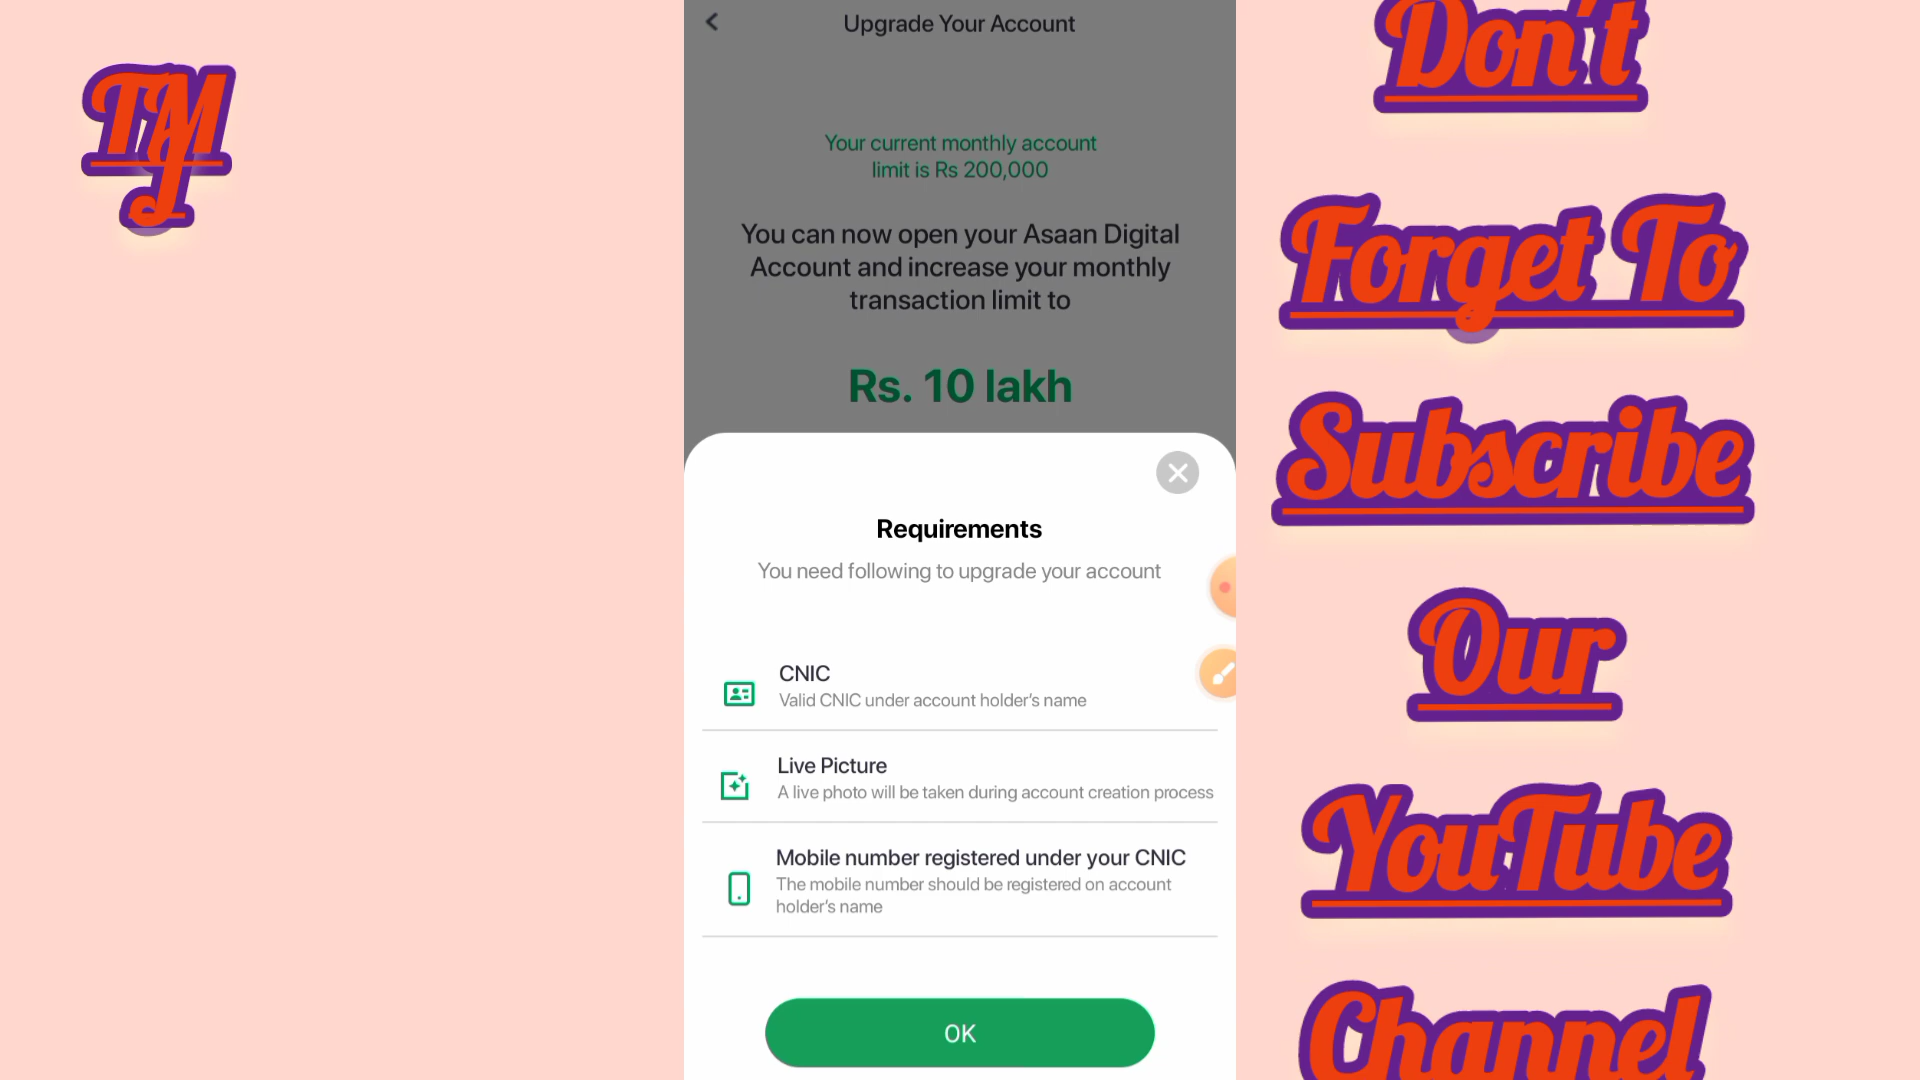 TM
J
Upgrade Your Account
Your current monthly account
limit is Rs 200,000
You can now open your Asaan Digital
Account and increase your monthly
transaction limit to
Rs. 10 lakh
Requirements
You need following to upgrade your account
CNIC
Valid CNIC under account holder's name
Live Picture
A live photo will be taken during account creation process
Mobile number registered under your CNIC
The mobile number should be registered on account
holder's name
OK
Don't
Forget To
Subscribe
Our
YouTube
Channel